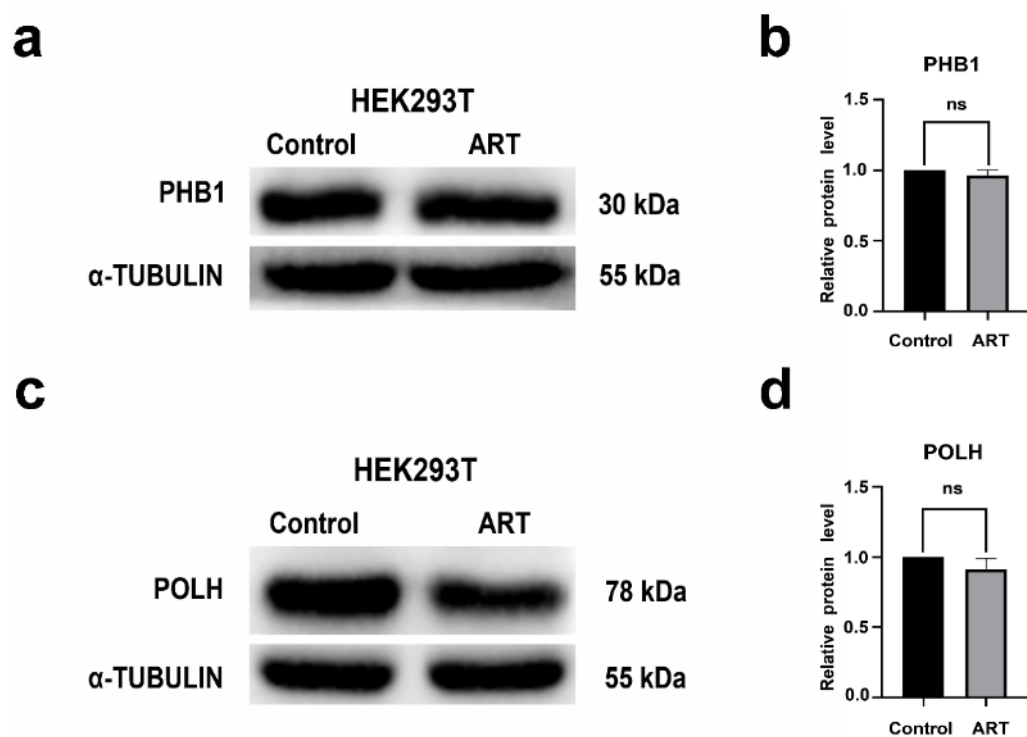 a
HEK293T
Control ART
PHB1 30 kDa
α-TUBULIN 55 kDa
b
PHB1
Relative protein level
1.5
1.0
0.5
0.0
ns
Control ART
c
HEK293T
Control ART
POLH 78 kDa
α-TUBULIN 55 kDa
d
POLH
Relative protein level
1.5
1.0
0.5
0.0
ns
Control ART